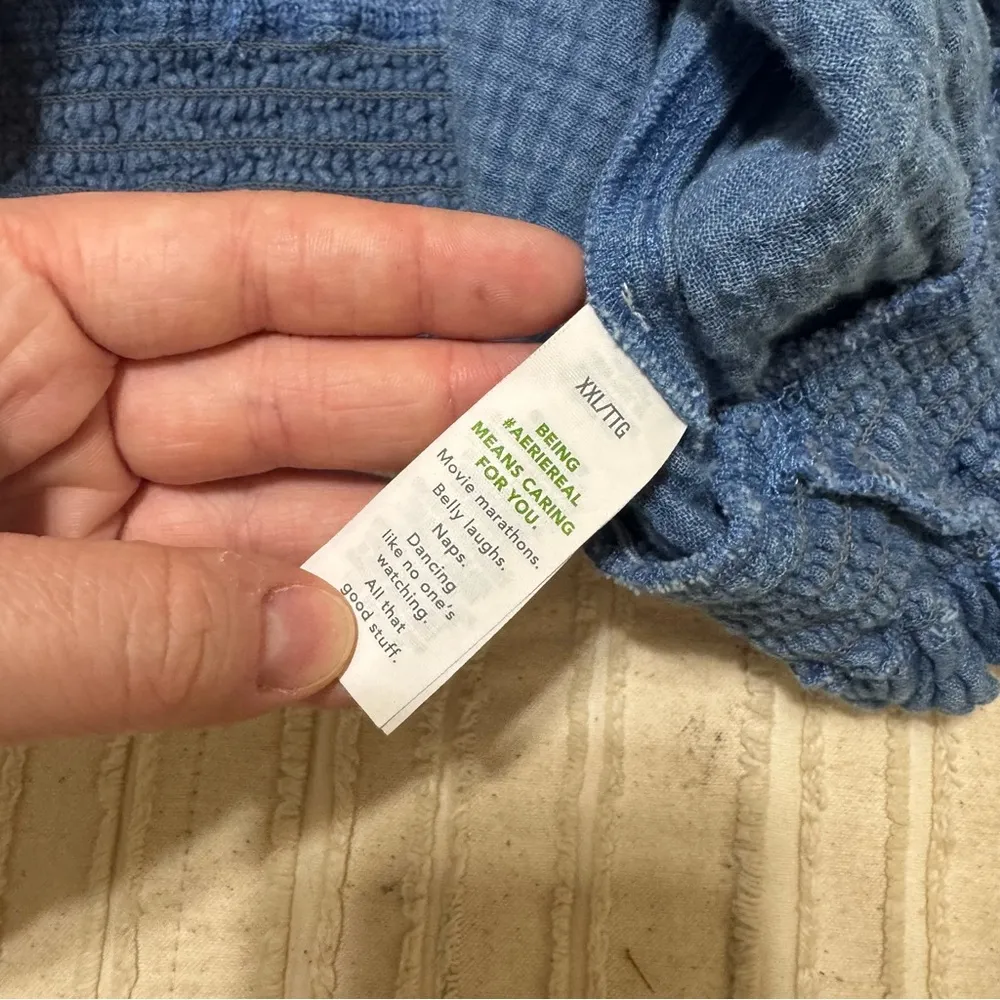 XXL/TTG
BEING
#AERIEREAL
MEANS CARING
FOR YOU.
Movie marathons.
Belly laughs.
Naps.
Dancing
like no one's
watching.
All that
good stuff.